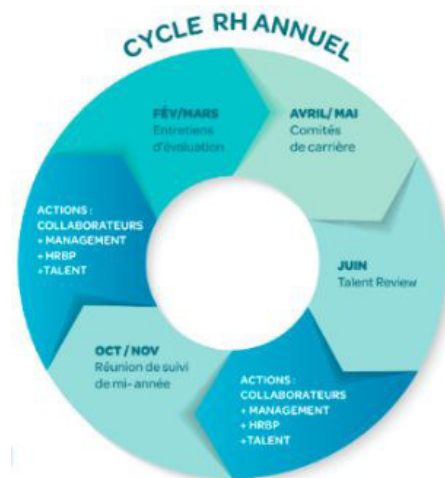 CYCLE RH ANNUEL
FÉV/MARS
Entretiens
d'évaluation
AVRIL/MAI
Comités
de carrière
JUIN
Talent Review
ACTIONS :
COLLABORATEURS
+ MANAGEMENT
+ HRBP
+TALENT
OCT / NOV
Réunion de suivi
de mi-année
ACTIONS :
COLLABORATEURS
+ MANAGEMENT
+ HRBP
+TALENT